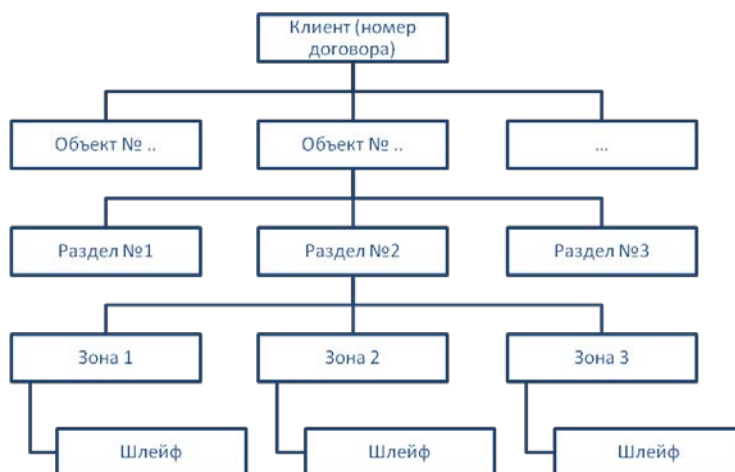 Клиент (номер
договора)
Объект № ..
Объект № ..
...
Раздел №1
Раздел №2
Раздел №3
Зона 1
Зона 2
Зона 3
Шлейф
Шлейф
Шлейф